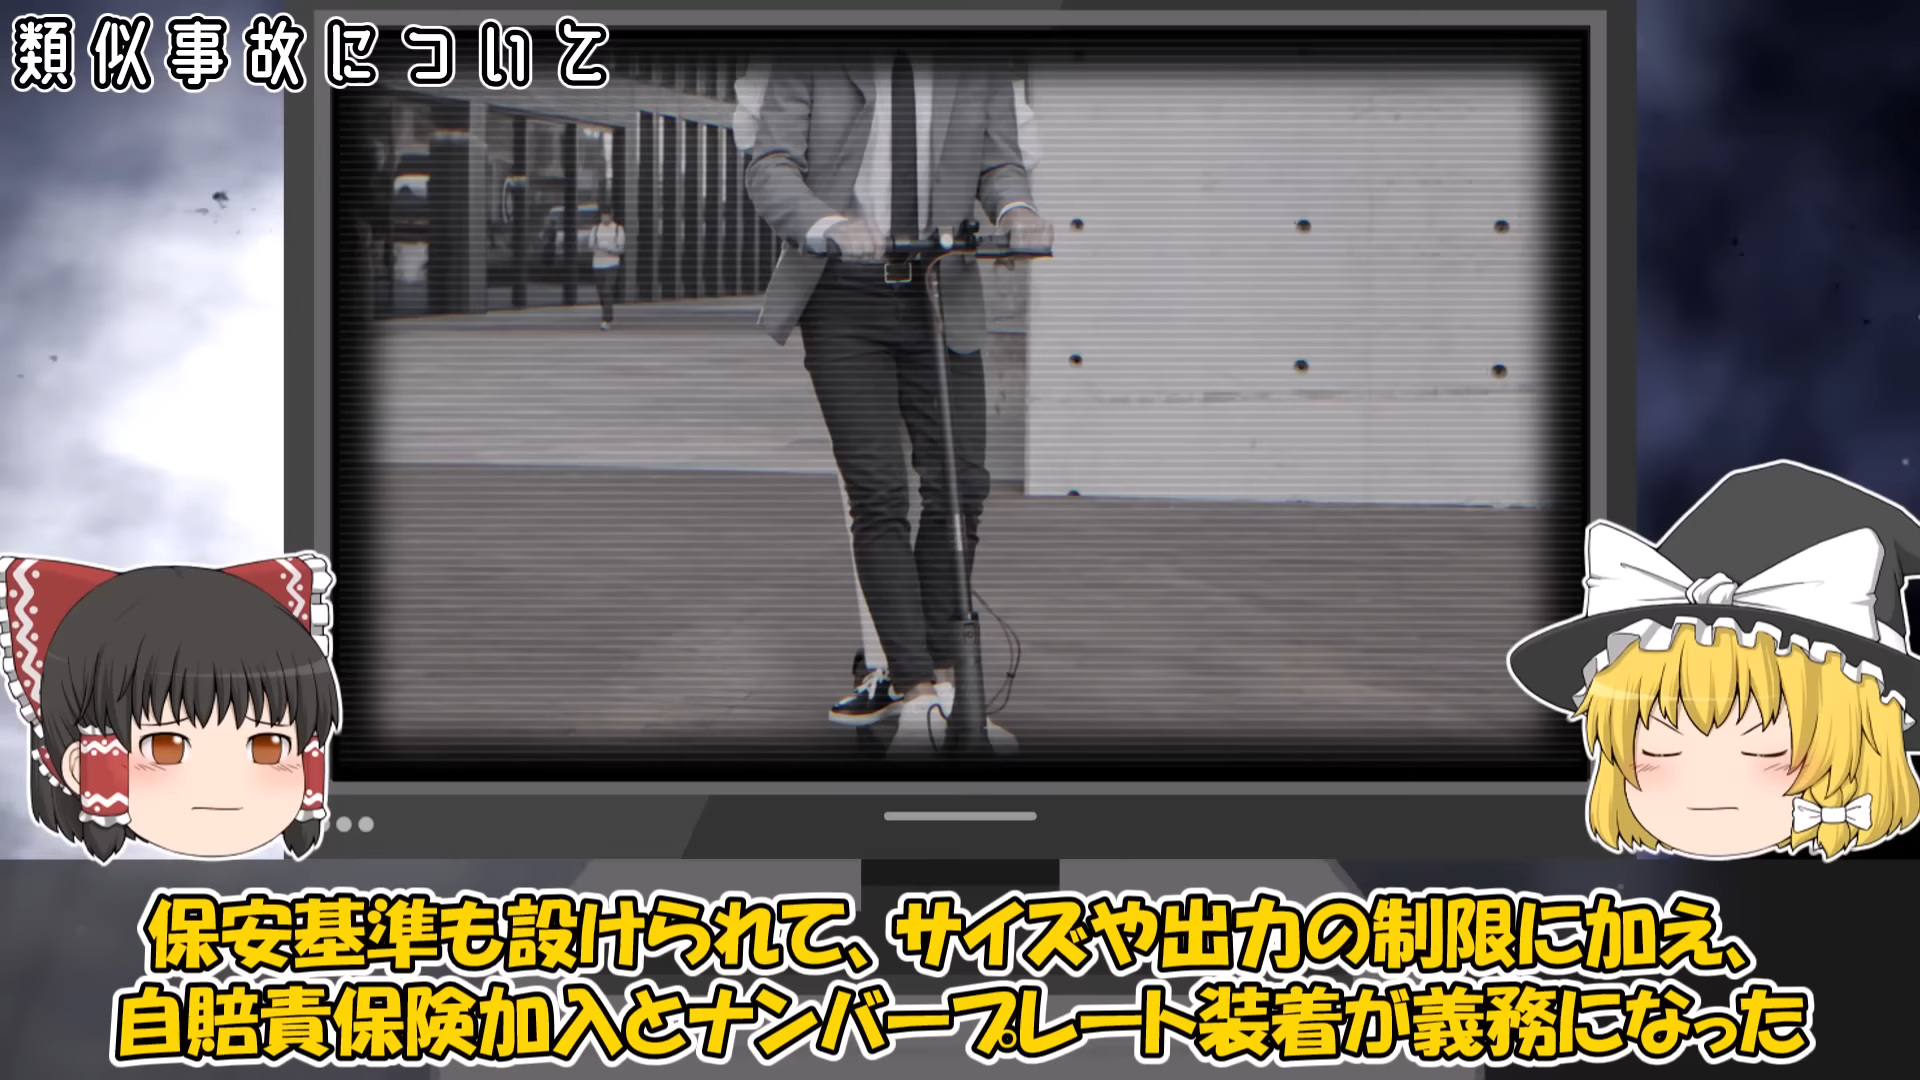 類似事故について
保安基準も設けられて、サイズや出力の制限に加え、
自賠責保険加入とナンバープレート装着が義務になった